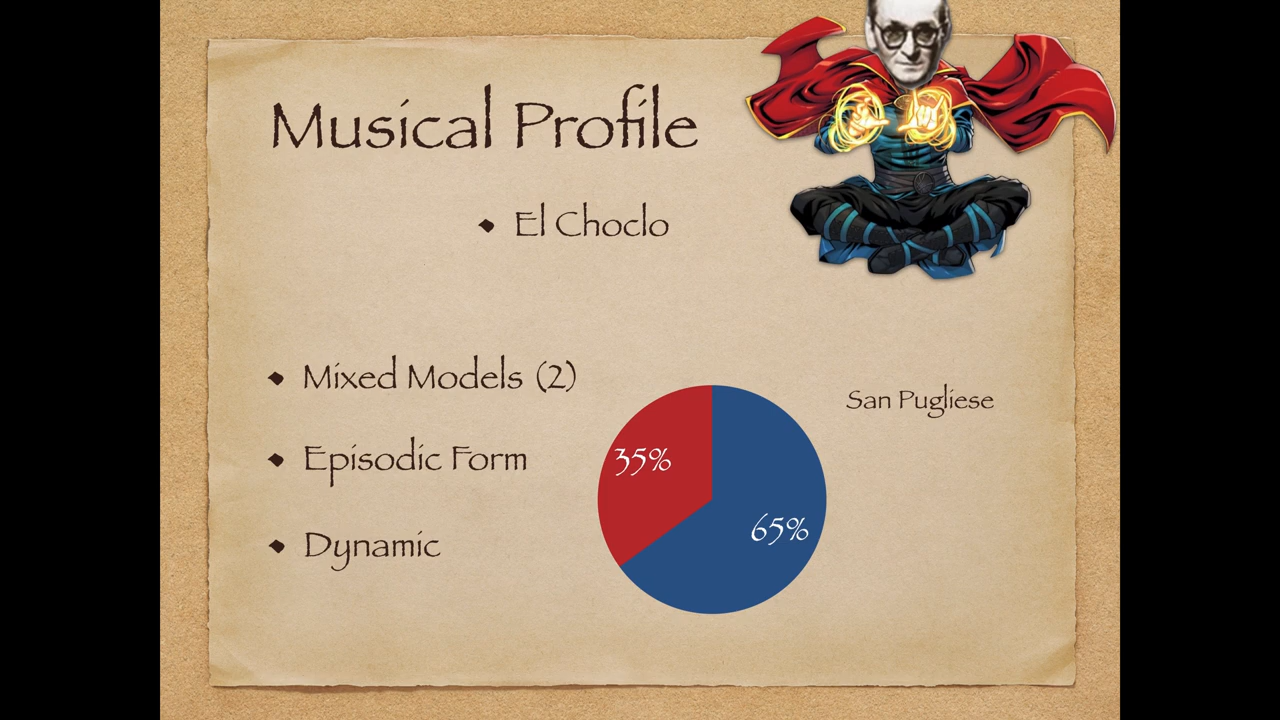 Musical Profile
• El Choclo
• Mixed Models (2)
San Pugliese
• Episodic Form
35%
65%
• Dynamic